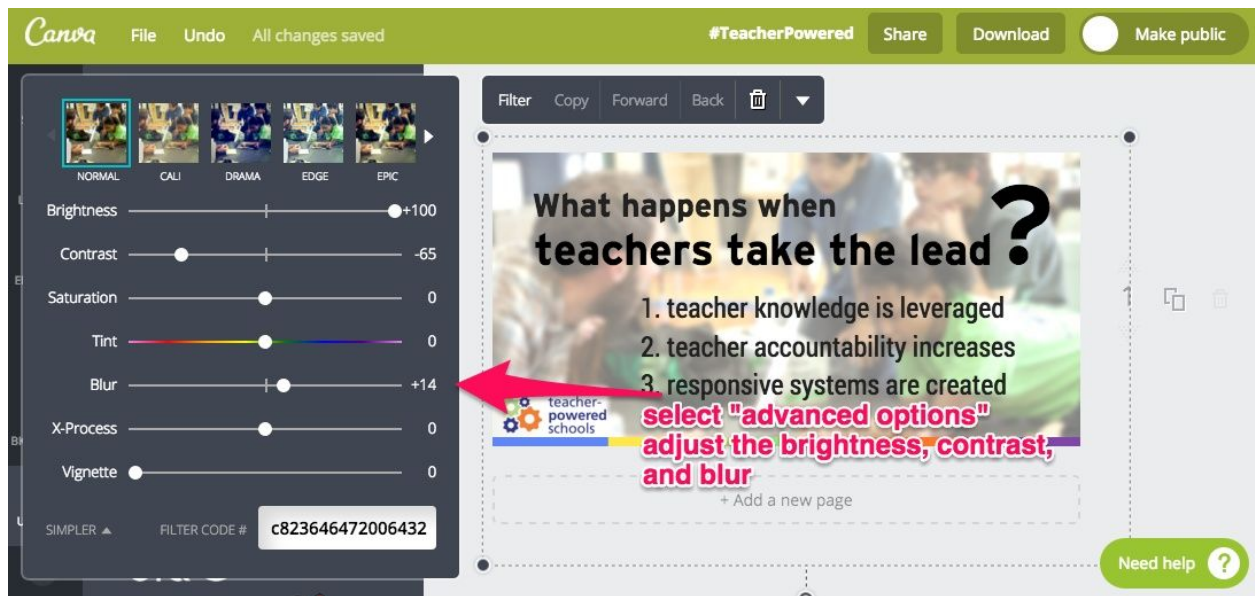 Canva File Undo All changes saved #TeacherPowered Share Download Make public
Filter Copy Forward Back
NORMAL CALI DRAMA EDGE EPIC
Brightness +100
Contrast -65
Saturation 0
Tint 0
Blur +14
X-Process 0
Vignette 0
SIMPLER FILTER CODE # c823646472006432
What happens when
teachers take the lead?
1. teacher knowledge is leveraged
2. teacher accountability increases
3. responsive systems are created
teacher-
powered
schools
select "advanced options"
adjust the brightness, contrast,
and blur
1
+ Add a new page
Need help ?